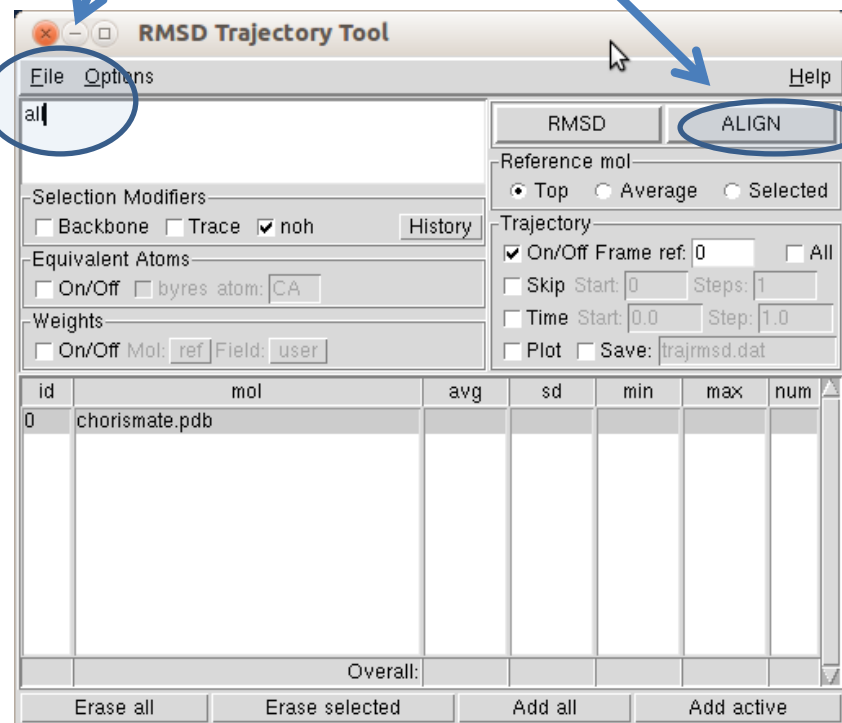 RMSD Trajectory Tool
File Options Help
all
RMSD ALIGN
Reference mol
Top Average Selected
Selection Modifiers
Backbone Trace noh History
Trajectory
On/Off Frame ref: 0 All
Equivalent Atoms
On/Off byres atom: CA
Skip Start: 0 Steps: 1
Weights
Time Start: 0.0 Step: 1.0
On/Off Mol: ref Field: user
Plot Save: trajrmsd.dat
id mol avg sd min max num
0 chorismate.pdb
Overall:
Erase all Erase selected Add all Add active